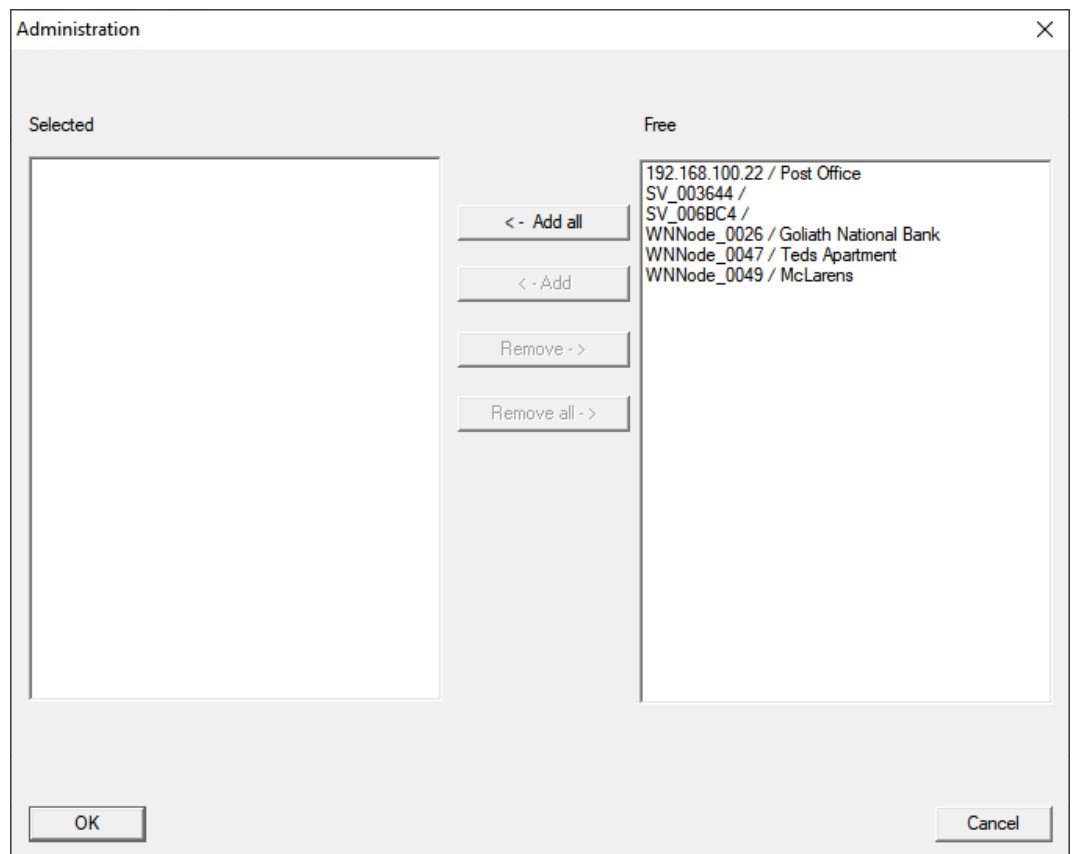 Administration
Selected
Free
192.168.100.22 / Post Office
SV_003644 /
SV_006BC4 /
WNNode_0026 / Goliath National Bank
WNNode_0047 / Teds Apartment
WNNode_0049 / McLarens
< - Add all
< - Add
Remove - >
Remove all - >
OK
Cancel